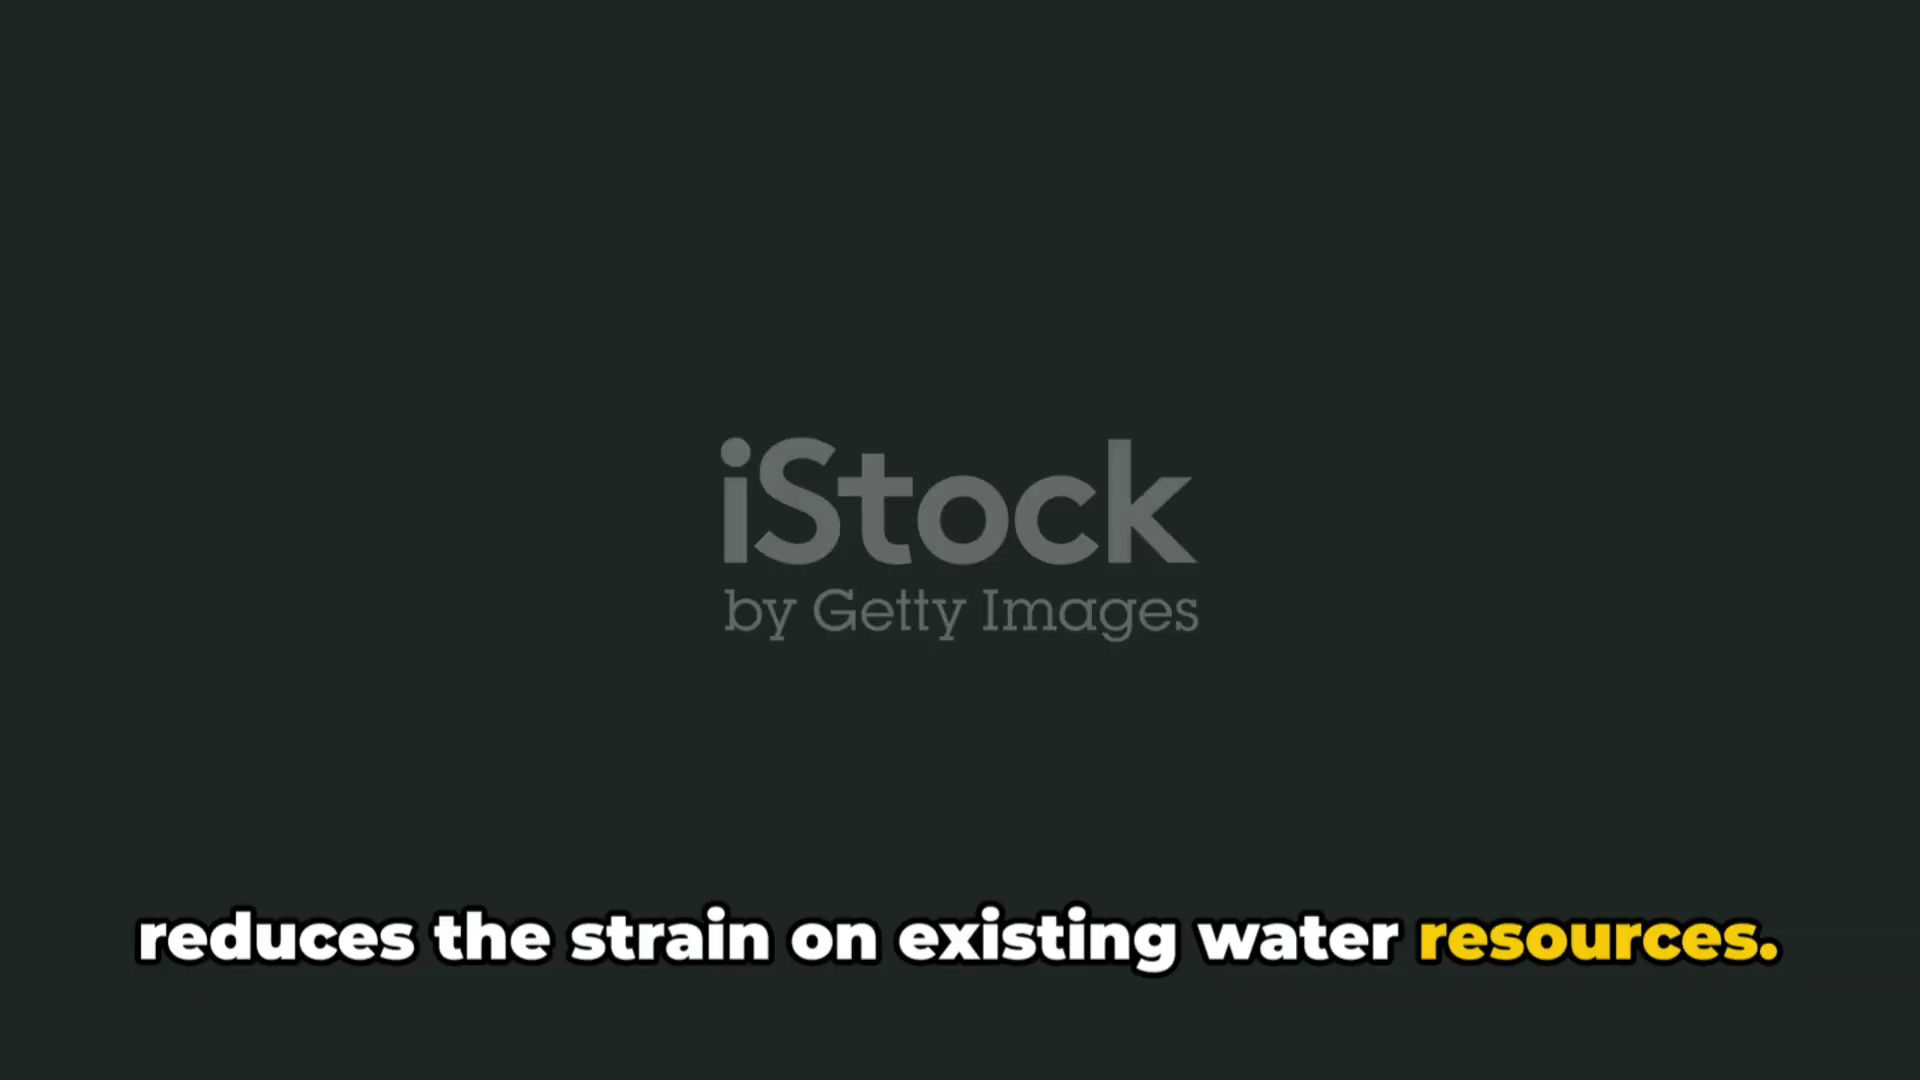 iStock
by Getty Images
reduces the strain on existing water resources.